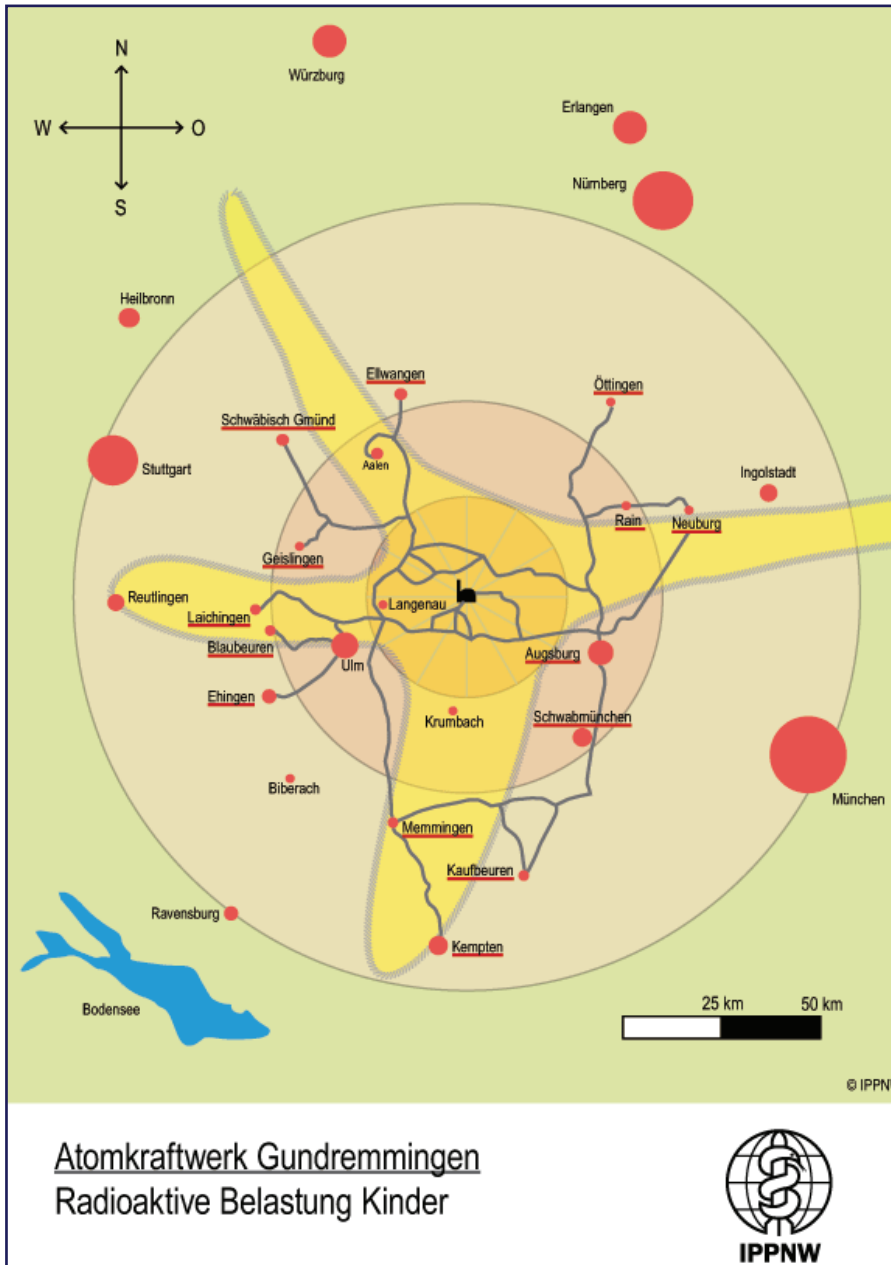 N
W
O
S
Würzburg
Erlangen
Nürnberg
Heilbronn
Ellwangen
Öttingen
Schwäbisch Gmünd
Aalen
Stuttgart
Ingolstadt
Rain
Neuburg
Geislingen
Reutlingen
Langenau
Laichingen
Blaubeuren
Ulm
Augsburg
Ehingen
Krumbach
Schwabmünchen
Biberach
München
Memmingen
Kaufbeuren
Ravensburg
Kempten
Bodensee
25 km
50 km
© IPPN
Atomkraftwerk Gundremmingen
Radioaktive Belastung Kinder
IPPNW